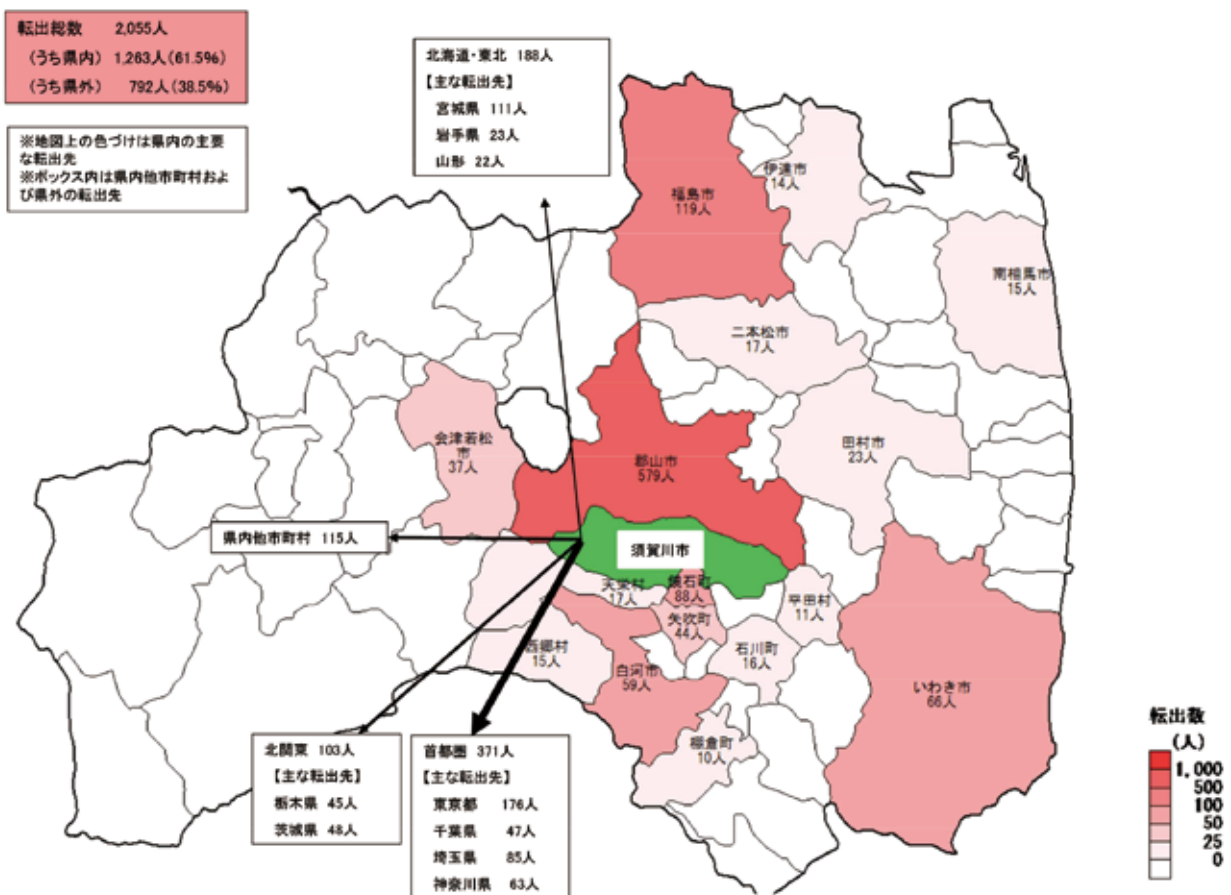 転出総数 2,055人
(うち県内) 1,263人(61.5%)
(うち県外) 792人(38.5%)
※地図上の色づけは県内の主要
な転出先
※ボックス内は県内他市町村およ
び県外の転出先
北海道・東北 188人
【主な転出先】
宮城県 111人
岩手県 23人
山形 22人
福島市
119人
伊達市
14人
南相馬市
15人
二本松市
17人
会津若松
市
37人
郡山市
579人
田村市
23人
県内他市町村 115人
須賀川市
天栄村
17人
鏡石町
88人
平田村
11人
矢吹町
44人
西郷村
15人
石川町
16人
白河市
59人
いわき市
66人
棚倉町
10人
北関東 103人
【主な転出先】
栃木県 45人
茨城県 48人
首都圏 371人
【主な転出先】
東京都 176人
千葉県 47人
埼玉県 85人
神奈川県 63人
転出数
(人)
1,000
500
100
50
25
0